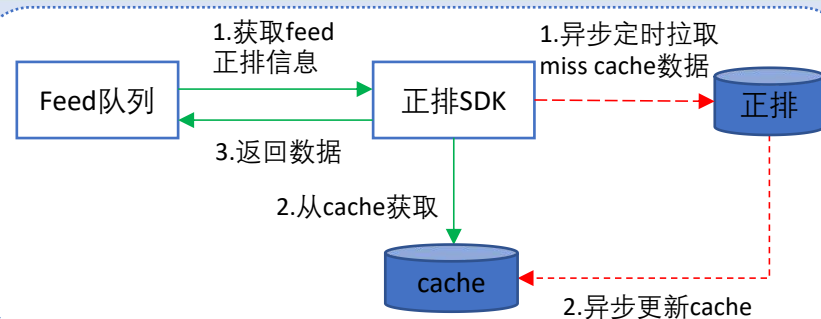 1.获取feed
正排信息
1.异步定时拉取
miss cache数据
Feed队列
正排SDK
正排
3.返回数据
2.从cache获取
cache
2.异步更新cache